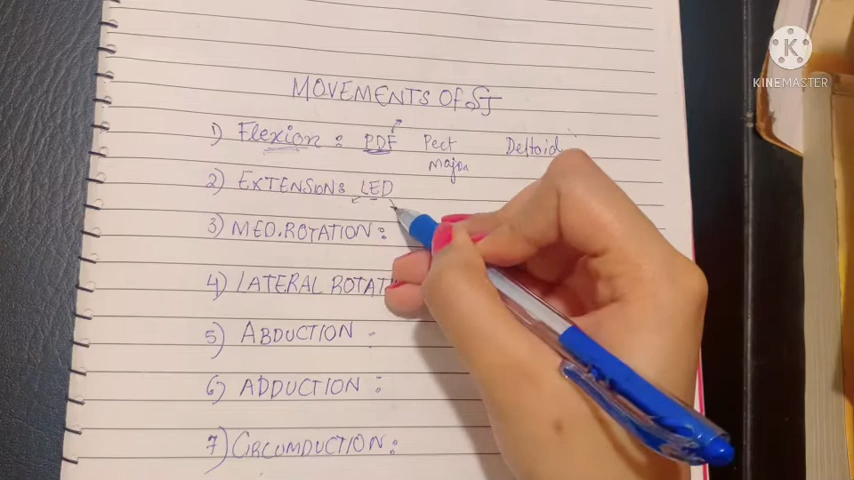 KINEMASTER
MOVEMENTS Of SJ
1) Flexion : PDF Pect Major Deltoid
2) EXTENSION: LED
3) MED.ROTATION:
4) LATERAL ROTAT
5) ABDUCTION :
6) ADDUCTION :
7) CIRCUMDUCTION: